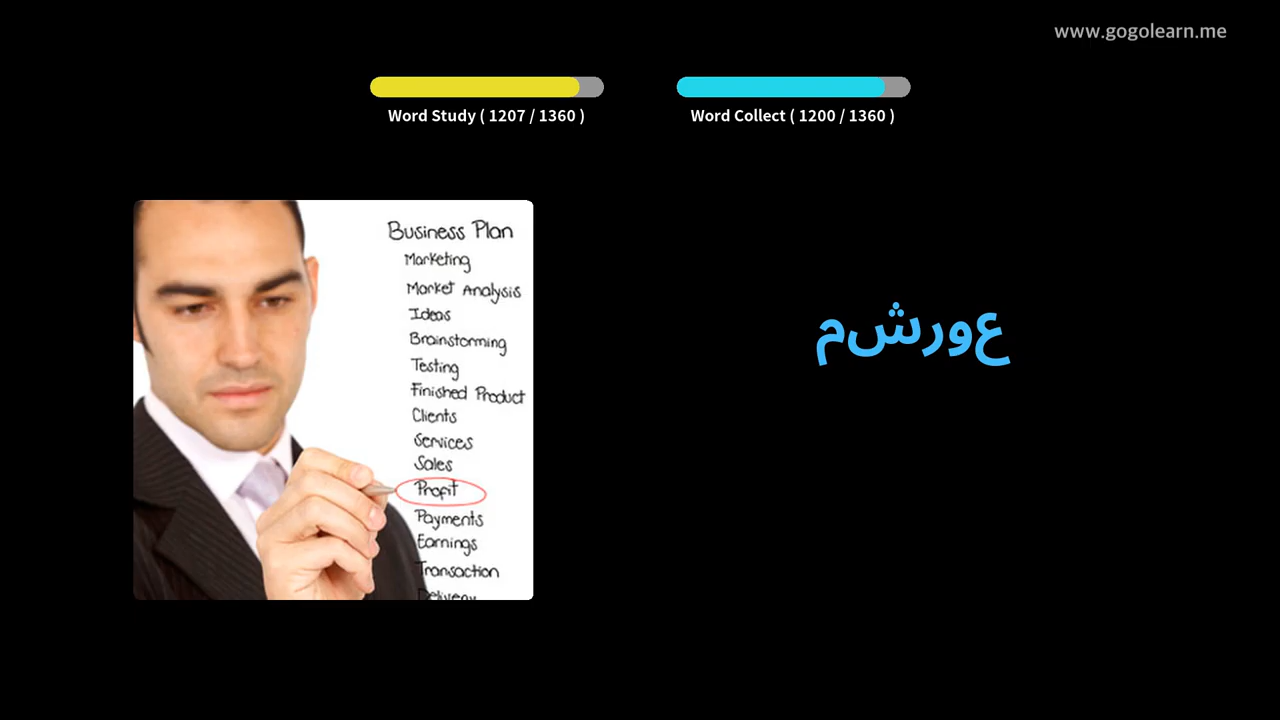 www.gogolearn.me
Word Study ( 1207 / 1360 )
Word Collect ( 1200 / 1360 )
Business Plan
Marketing
Market Analysis
Ideas
Brainstorming
Testing
Finished Product
Clients
Services
Sales
Profit
Payments
Earnings
Transaction
Delivery
مشروع